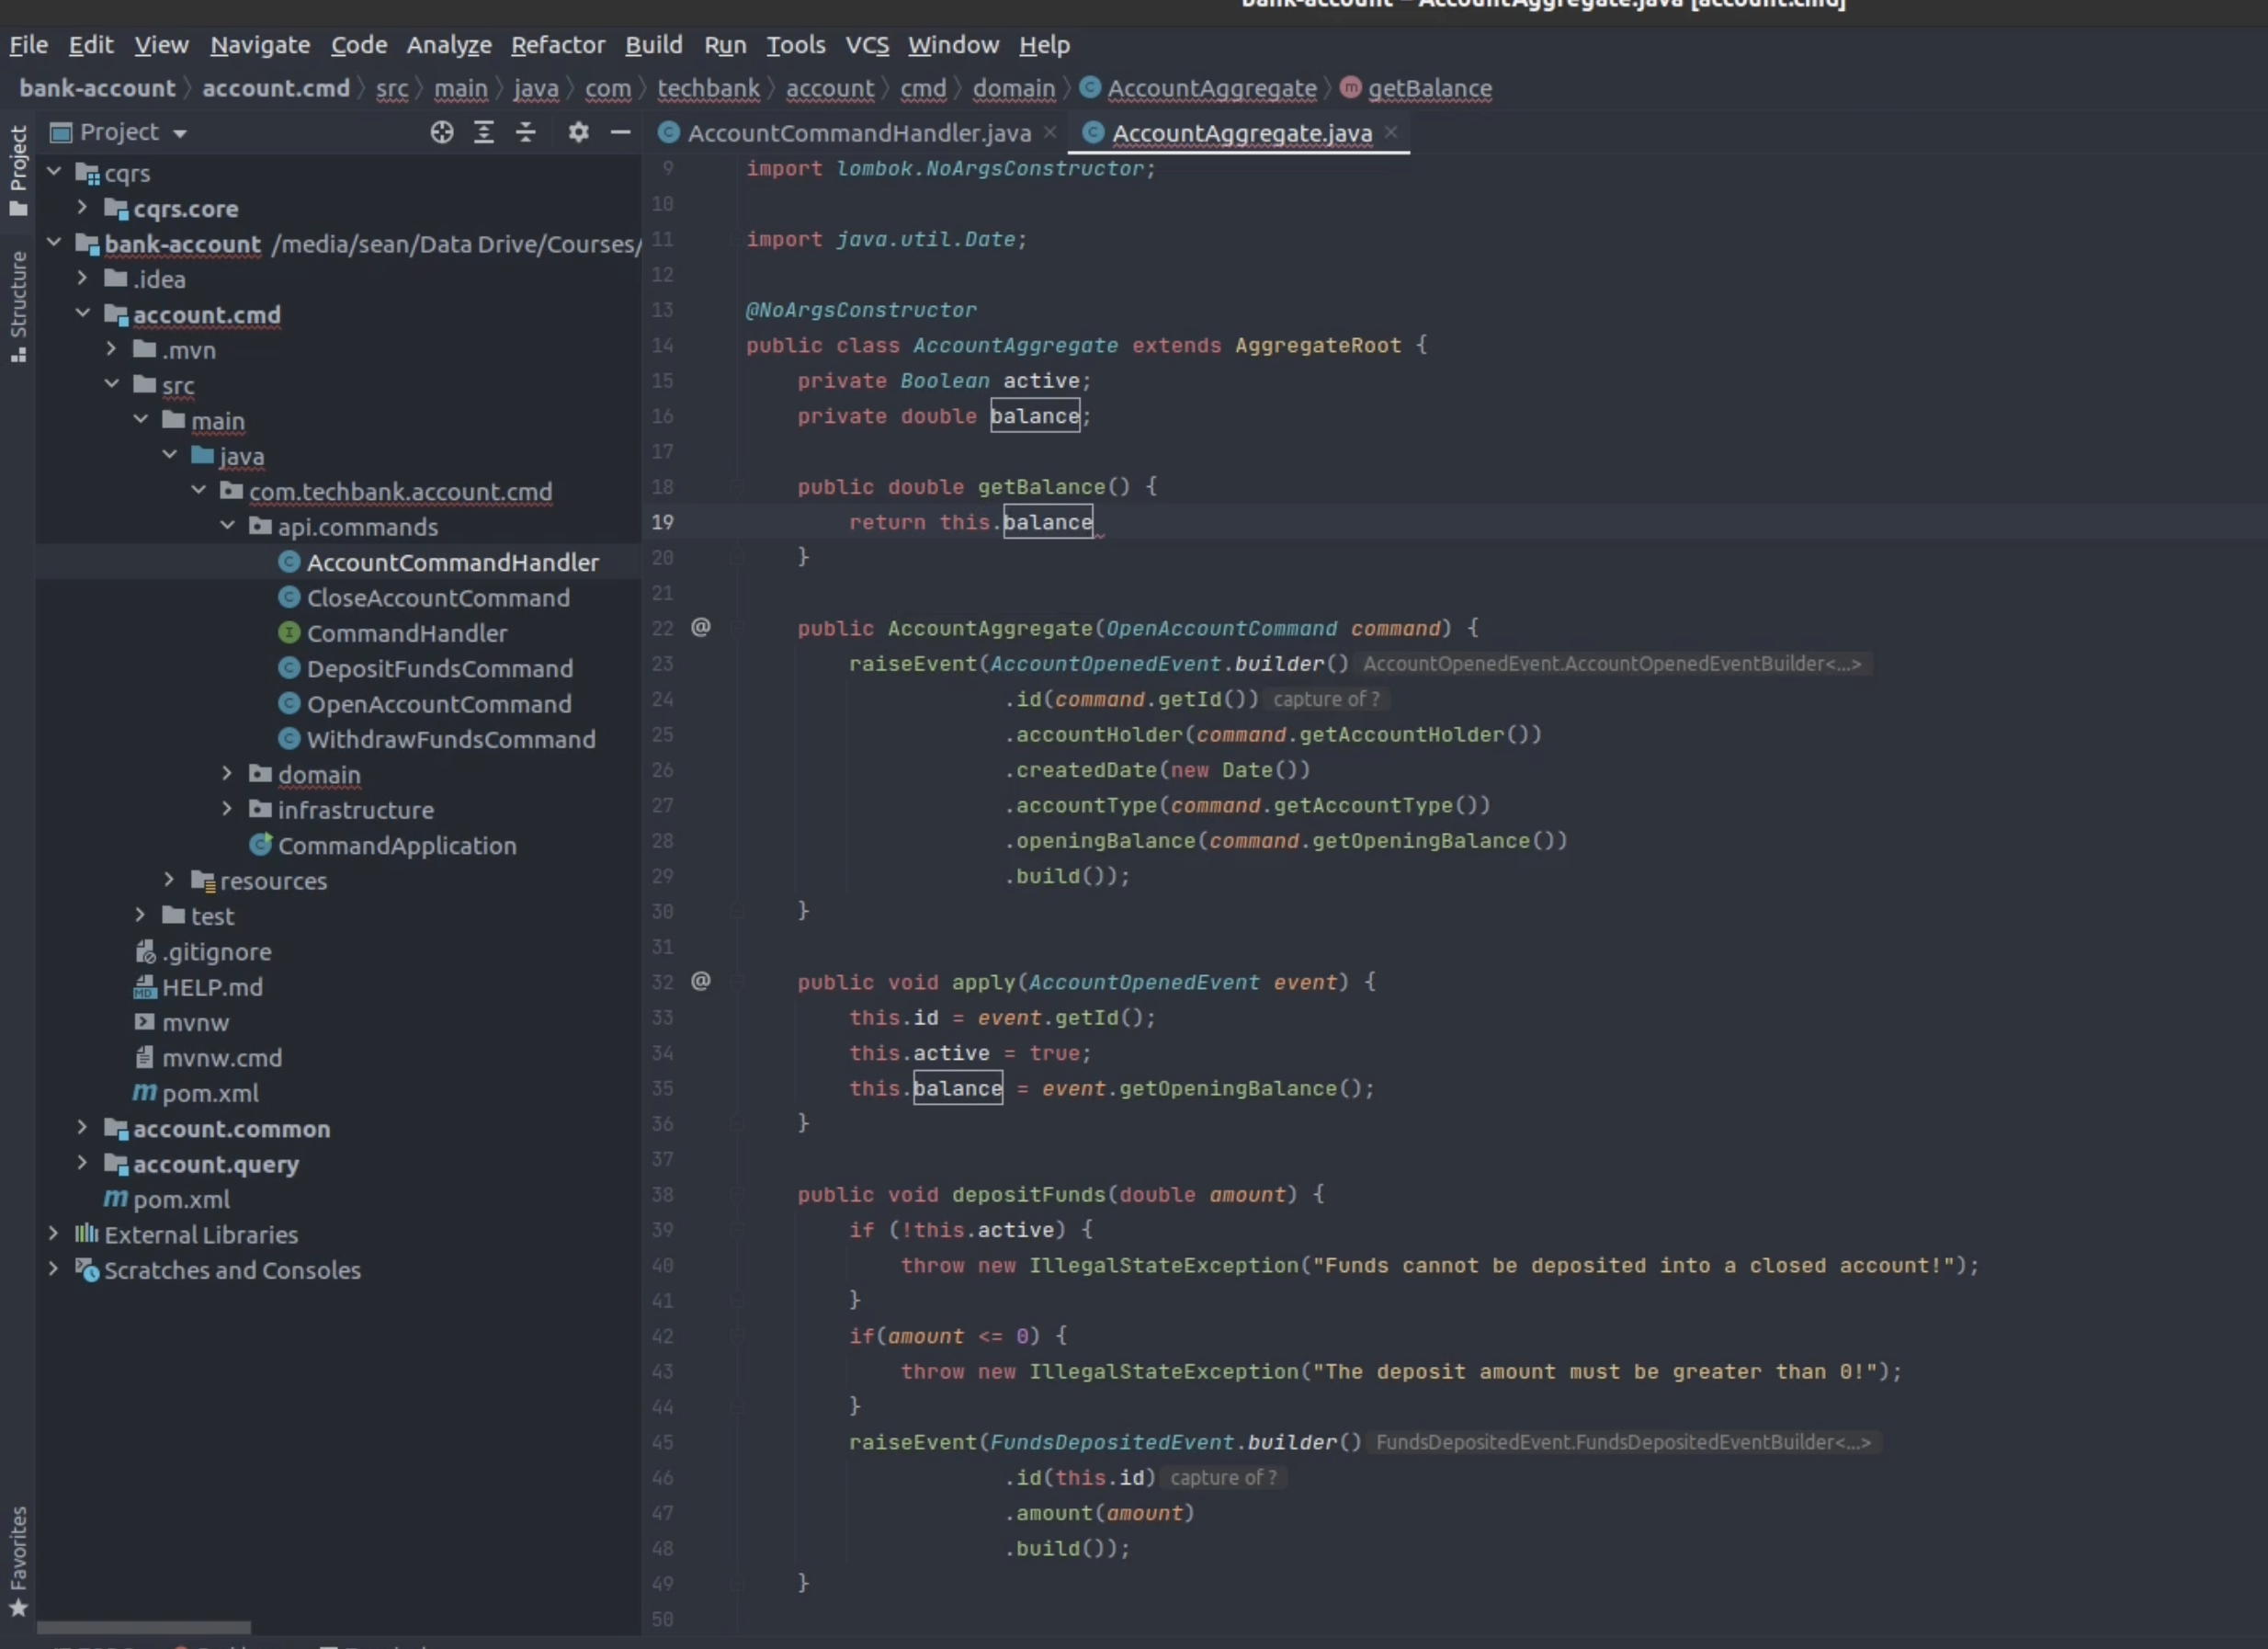 bank-account – AccountAggregate.java [account.cmd]
File Edit View Navigate Code Analyze Refactor Build Run Tools VCS Window Help
bank-account account.cmd src main java com techbank account cmd domain AccountAggregate getBalance
Project
Structure
Favorites
Project
cqrs
cqrs.core
bank-account /media/sean/Data Drive/Courses/
.idea
account.cmd
.mvn
src
main
java
com.techbank.account.cmd
api.commands
AccountCommandHandler
CloseAccountCommand
CommandHandler
DepositFundsCommand
OpenAccountCommand
WithdrawFundsCommand
domain
infrastructure
CommandApplication
resources
test
.gitignore
HELP.md
mvnw
mvnw.cmd
pom.xml
account.common
account.query
pom.xml
External Libraries
Scratches and Consoles
AccountCommandHandler.java AccountAggregate.java
9 import lombok.NoArgsConstructor;
10
11 import java.util.Date;
12
13 @NoArgsConstructor
14 public class AccountAggregate extends AggregateRoot {
15 private Boolean active;
16 private double balance;
17
18 public double getBalance() {
19 return this.balance
20 }
21
22 @ public AccountAggregate(OpenAccountCommand command) {
23 raiseEvent(AccountOpenedEvent.builder() AccountOpenedEvent.AccountOpenedEventBuilder<...>
24 .id(command.getId()) capture of ?
25 .accountHolder(command.getAccountHolder())
26 .createdDate(new Date())
27 .accountType(command.getAccountType())
28 .openingBalance(command.getOpeningBalance())
29 .build());
30 }
31
32 @ public void apply(AccountOpenedEvent event) {
33 this.id = event.getId();
34 this.active = true;
35 this.balance = event.getOpeningBalance();
36 }
37
38 public void depositFunds(double amount) {
39 if (!this.active) {
40 throw new IllegalStateException("Funds cannot be deposited into a closed account!");
41 }
42 if(amount <= 0) {
43 throw new IllegalStateException("The deposit amount must be greater than 0!");
44 }
45 raiseEvent(FundsDepositedEvent.builder() FundsDepositedEvent.FundsDepositedEventBuilder<...>
46 .id(this.id) capture of ?
47 .amount(amount)
48 .build());
49 }
50